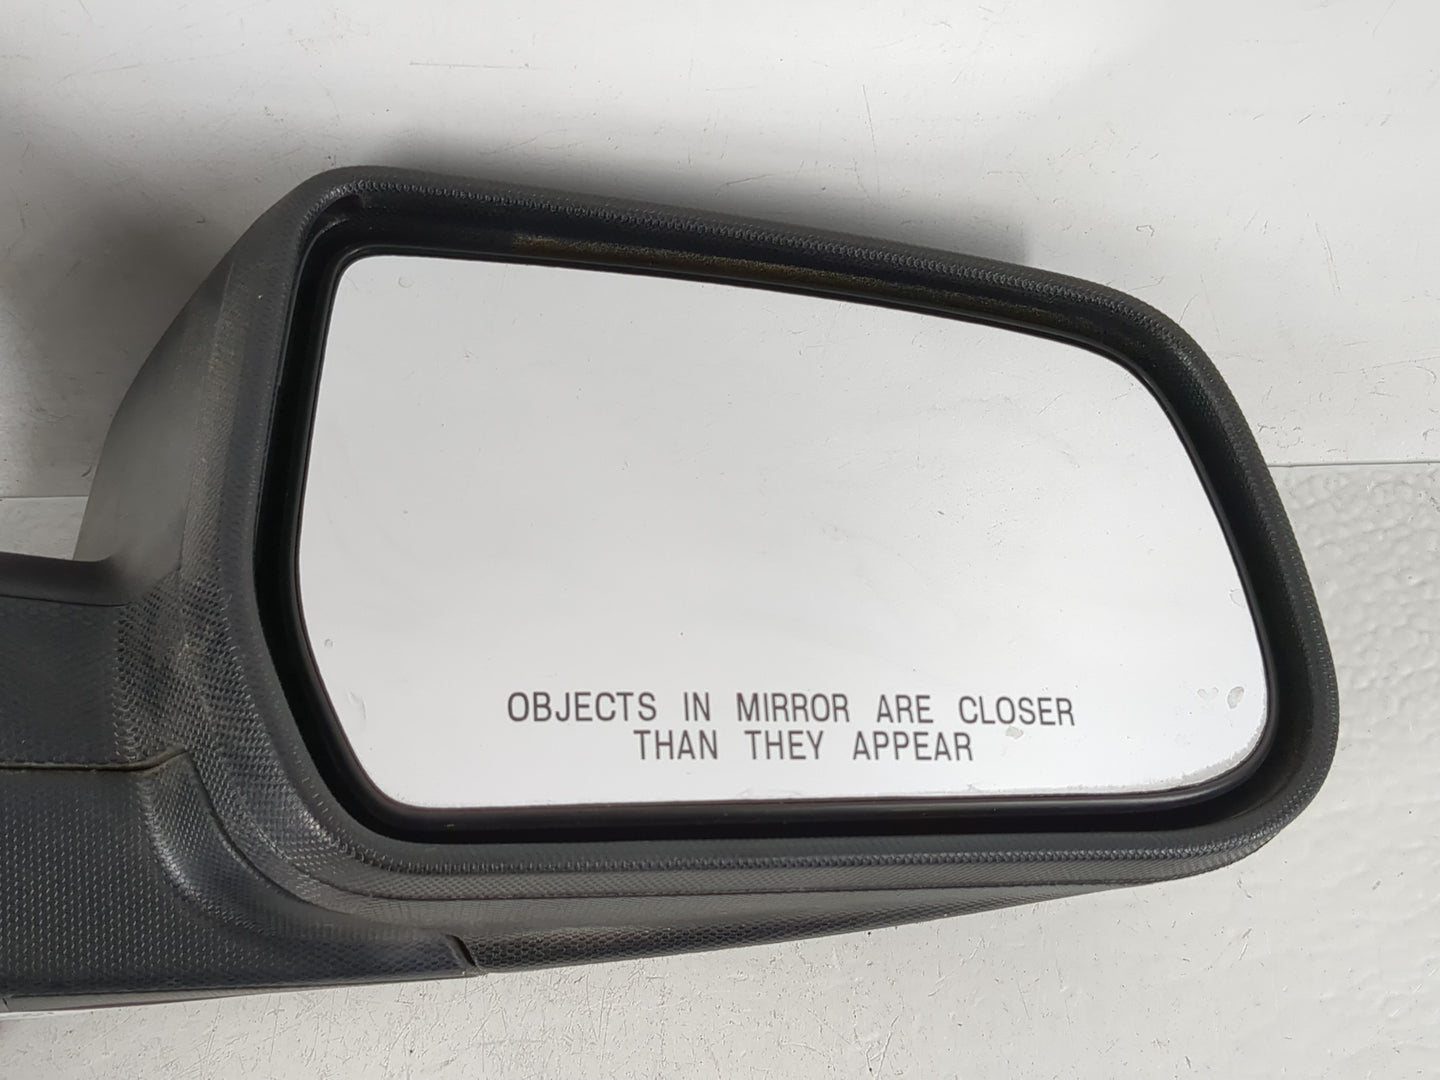 OBJECTS IN MIRROR ARE CLOSER
THAN THEY APPEAR